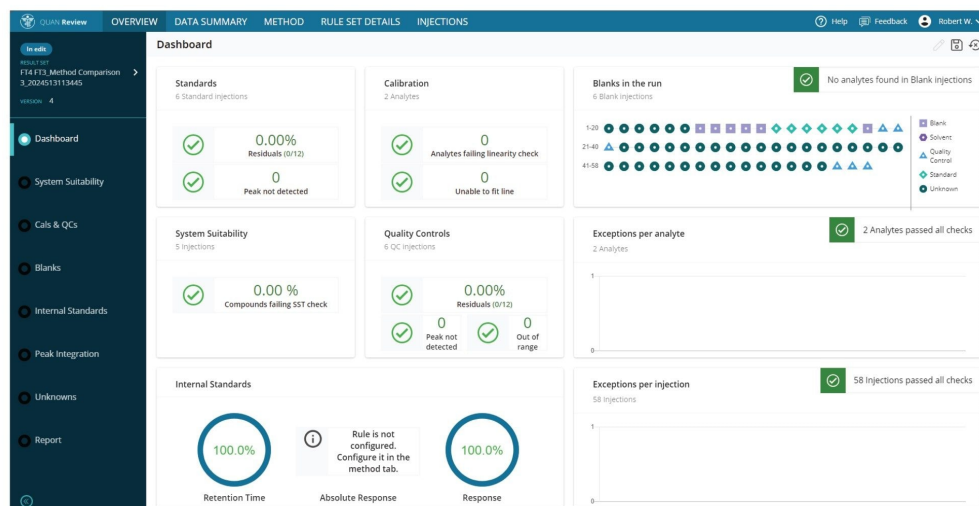 QUAN Review
OVERVIEW
DATA SUMMARY
METHOD
RULE SET DETAILS
INJECTIONS
Help
Feedback
Robert W.
In edit
RESULT SET
FT4 FT3_Method Comparison
3_2024513113445
VERSION 4
Dashboard
System Suitability
Cals & QCs
Blanks
Internal Standards
Peak Integration
Unknowns
Report
Dashboard
Standards
6 Standard injections
0.00%
Residuals (0/12)
0
Peak not detected
Calibration
2 Analytes
0
Analytes failing linearity check
0
Unable to fit line
Blanks in the run
6 Blank injections
No analytes found in Blank injections
1-20
21-40
41-58
Blank
Solvent
Quality
Control
Standard
Unknown
System Suitability
5 Injections
0.00 %
Compounds failing SST check
Quality Controls
6 QC injections
0.00%
Residuals (0/12)
0
Peak not
detected
0
Out of
range
Exceptions per analyte
2 Analytes
2 Analytes passed all checks
1
0
Internal Standards
100.0%
Retention Time
Rule is not
configured.
Configure it in the
method tab.
Absolute Response
100.0%
Response
Exceptions per injection
58 Injections
58 Injections passed all checks
1
0